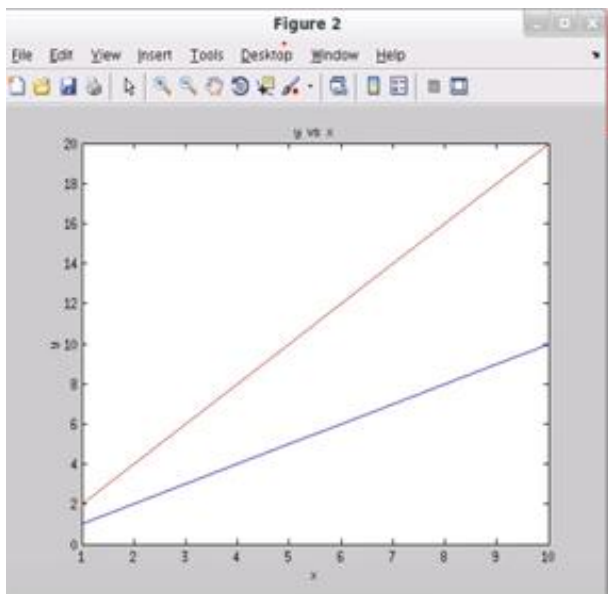 Figure 2
File Edit View Insert Tools Desktop Window Help
y vs x
20
18
16
14
12
y 10
8
6
4
2
0
1 2 3 4 5 6 7 8 9 10
x